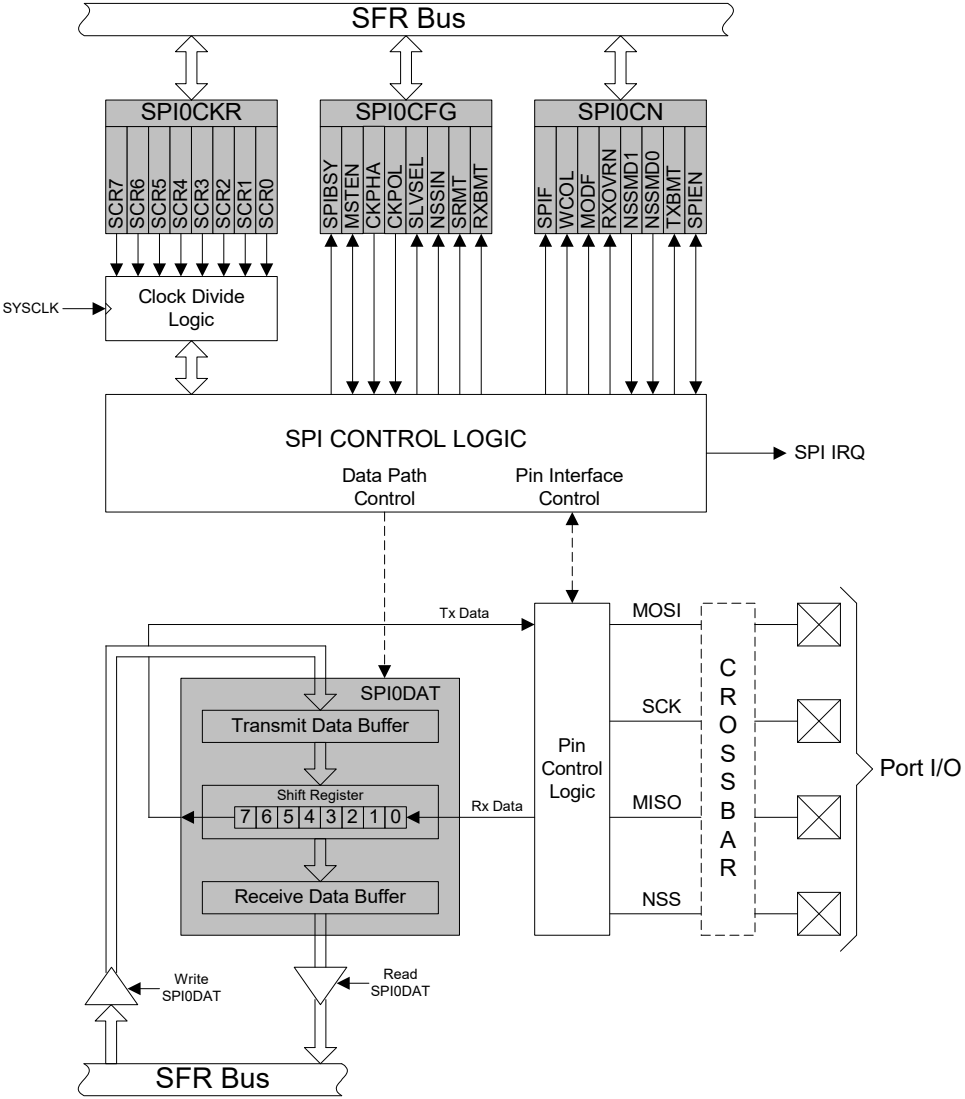 SFR Bus
SPI0CKR
SPI0CFG
SPI0CN
SCR7
SCR6
SCR5
SCR4
SCR3
SCR2
SCR1
SCR0
SPIBSY
MSTEN
CKPHA
CKPOL
SLVSEL
NSSIN
SRMT
RXBMT
SPIF
WCOL
MODF
RXOVRN
NSSMD1
NSSMD0
TXBMT
SPIEN
SYSCLK
Clock Divide
Logic
SPI CONTROL LOGIC
SPI IRQ
Data Path
Control
Pin Interface
Control
Tx Data
MOSI
SPI0DAT
Transmit Data Buffer
SCK
Shift Register
7 6 5 4 3 2 1 0
Rx Data
Pin
Control
Logic
MISO
Receive Data Buffer
NSS
C
R
O
S
S
B
A
R
Port I/O
Write
SPI0DAT
Read
SPI0DAT
SFR Bus